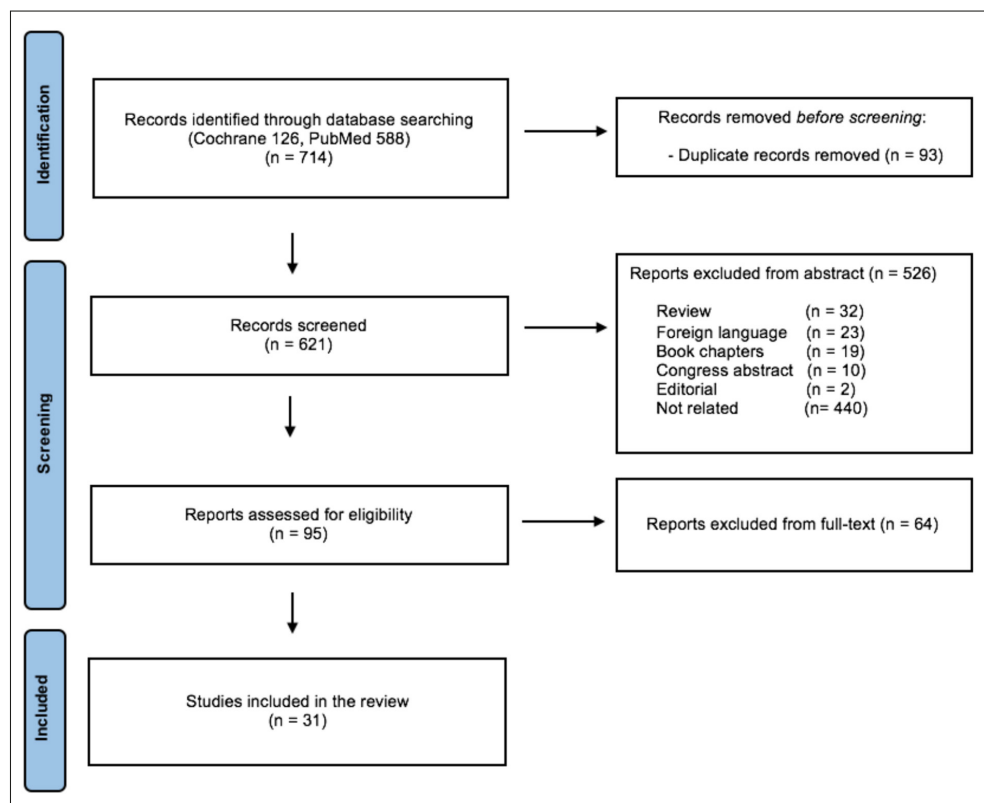 Identification
Records identified through database searching
(Cochrane 126, PubMed 588)
(n = 714)
Records removed before screening:
- Duplicate records removed (n = 93)
Screening
Records screened
(n = 621)
Reports excluded from abstract (n = 526)
Review (n = 32)
Foreign language (n = 23)
Book chapters (n = 19)
Congress abstract (n = 10)
Editorial (n = 2)
Not related (n= 440)
Reports assessed for eligibility
(n = 95)
Reports excluded from full-text (n = 64)
Included
Studies included in the review
(n = 31)